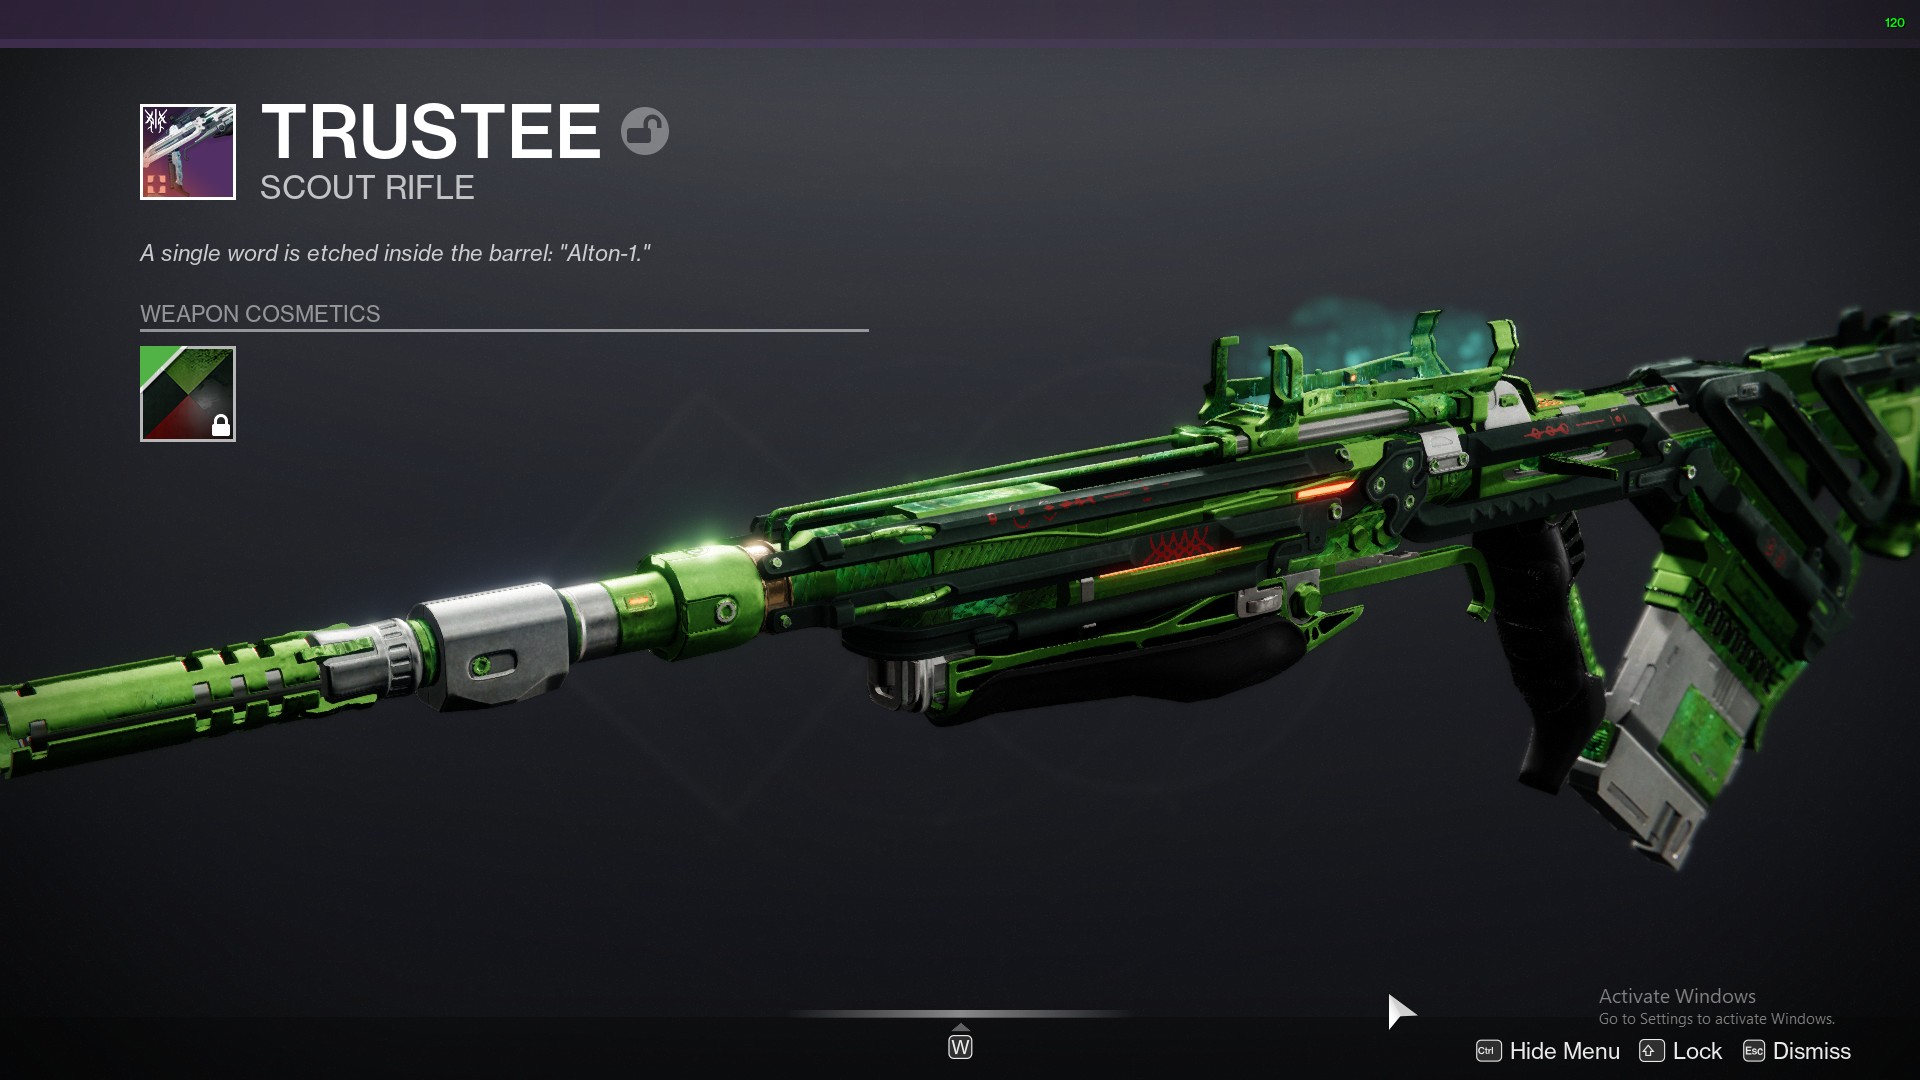 120
TRUSTEE
SCOUT RIFLE
A single word is etched inside the barrel: "Alton-1."
WEAPON COSMETICS
Activate Windows
Go to Settings to activate Windows.
W
Ctrl Hide Menu Lock Esc Dismiss